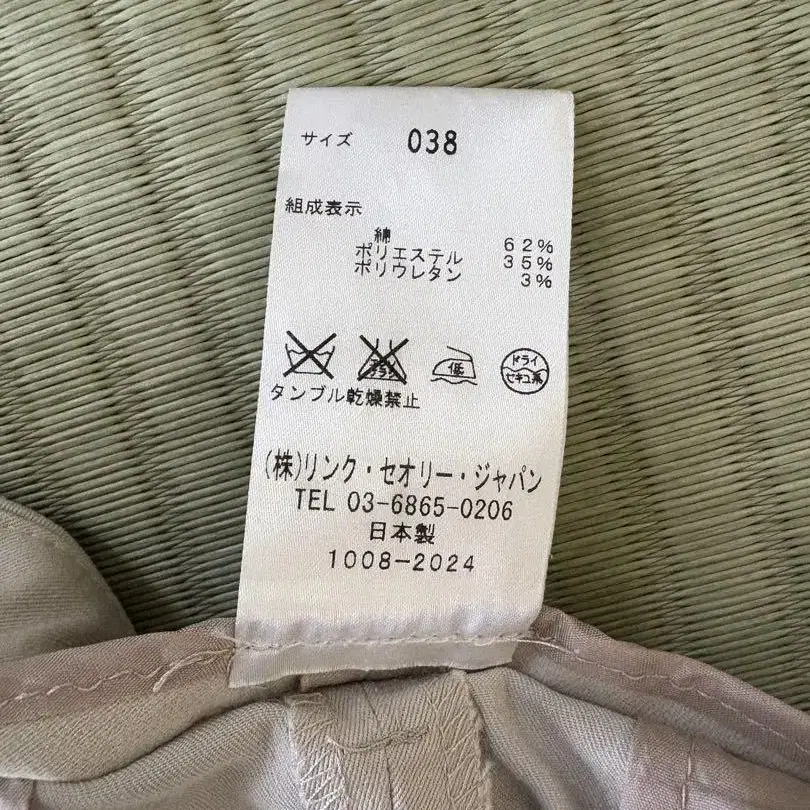 サイズ 038
組成表示
綿 62%
ポリエステル 35%
ポリウレタン 3%
低 ドライ
セキユ系
タンブル乾燥禁止
(株)リンク・セオリー・ジャパン
TEL 03-6865-0206
日本製
1008-2024